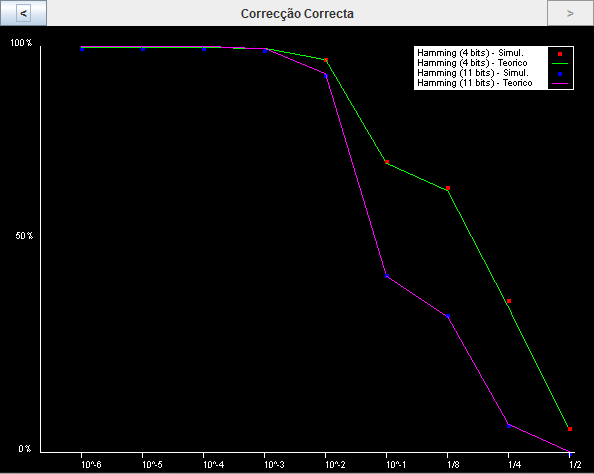 <
Correcção Correcta
>
100 %
Hamming (4 bits) - Simul.
Hamming (4 bits) - Teorico
Hamming (11 bits) - Simul.
Hamming (11 bits) - Teorico
50 %
0 %
10^-6 10^-5 10^-4 10^-3 10^-2 10^-1 1/8 1/4 1/2